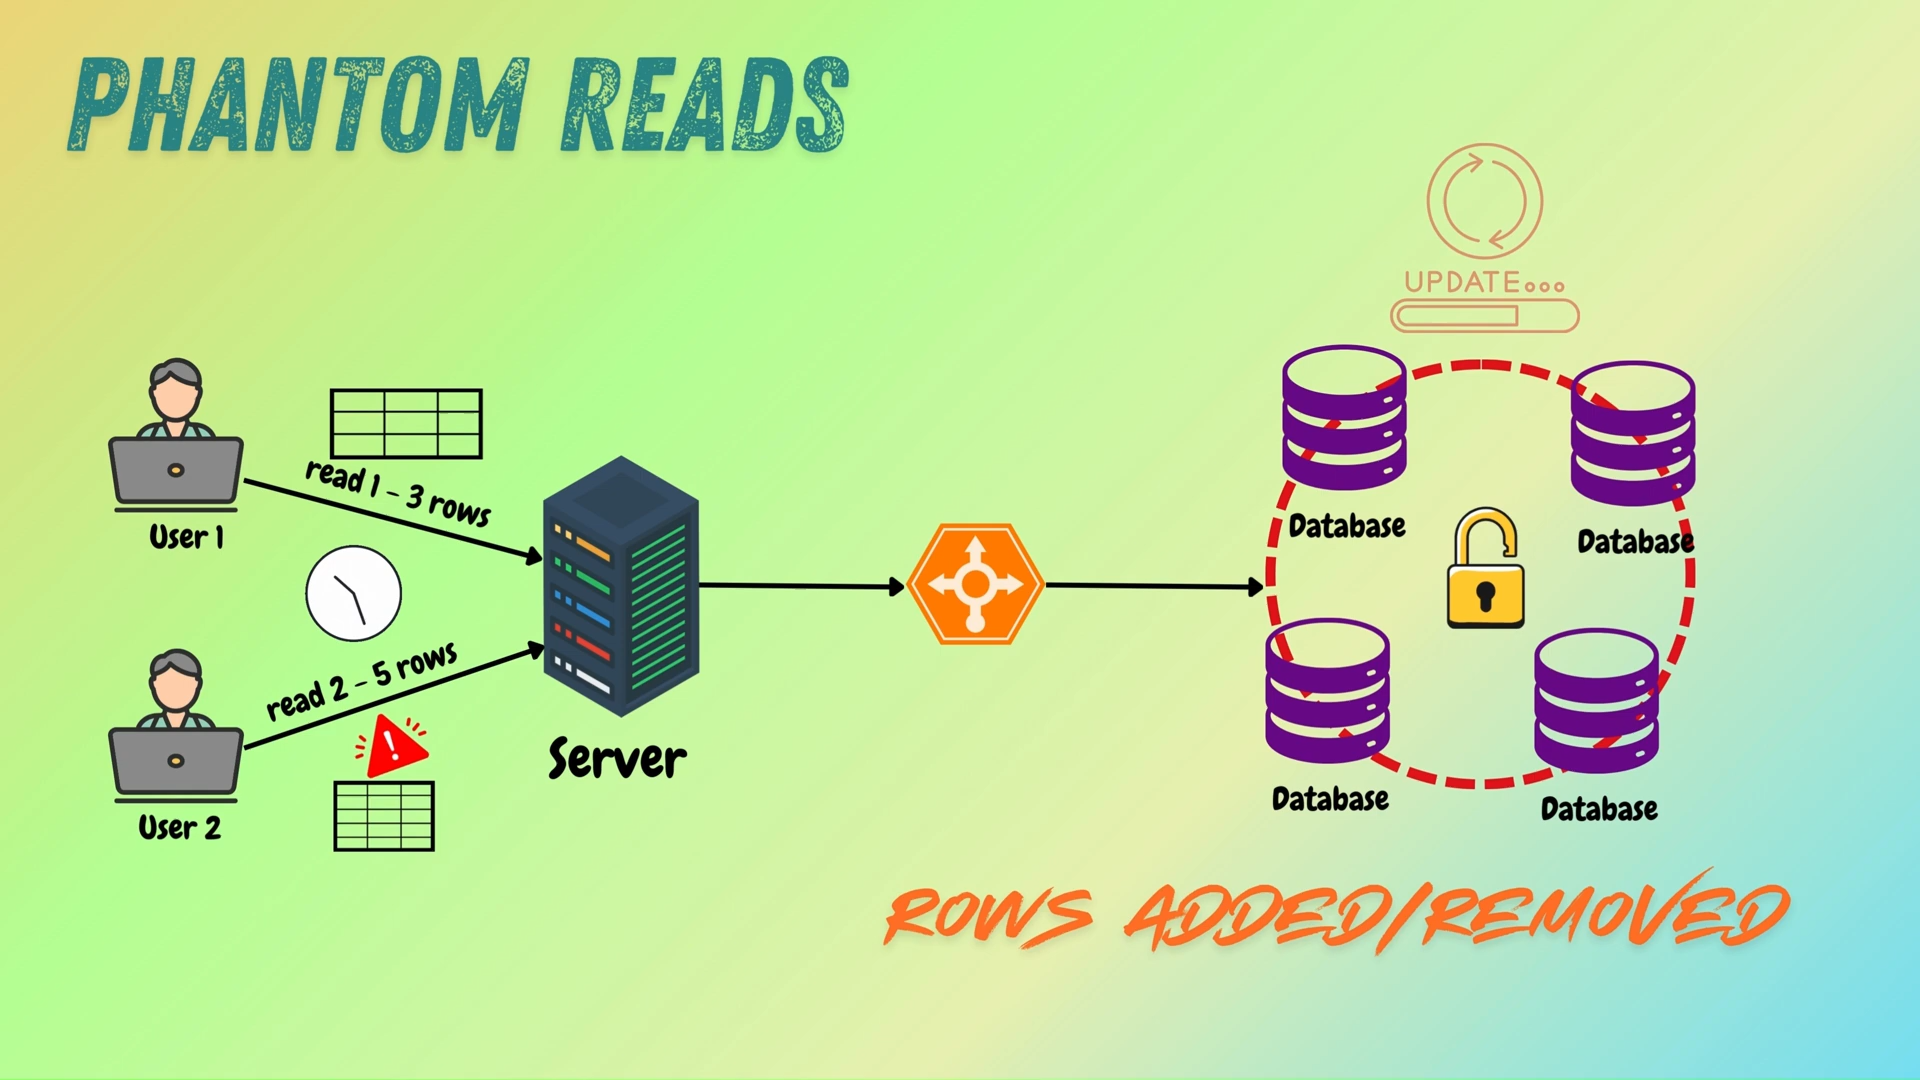 PHANTOM READS
UPDATE...
read 1 - 3 rows
User 1
Database
Database
read 2 - 5 rows
Server
User 2
Database
Database
ROWS ADDED/REMOVED